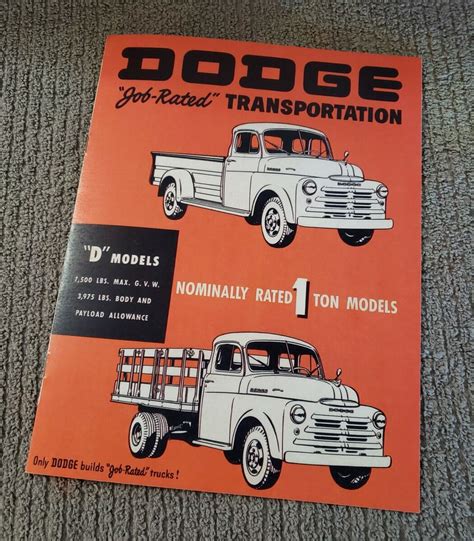 DODGE
"Job-Rated" TRANSPORTATION
"D" MODELS
7,500 LBS. MAX. G. V. W.
3,975 LBS. BODY AND
PAYLOAD ALLOWANCE
NOMINALLY RATED 1 TON MODELS
Only DODGE builds "Job-Rated" trucks!